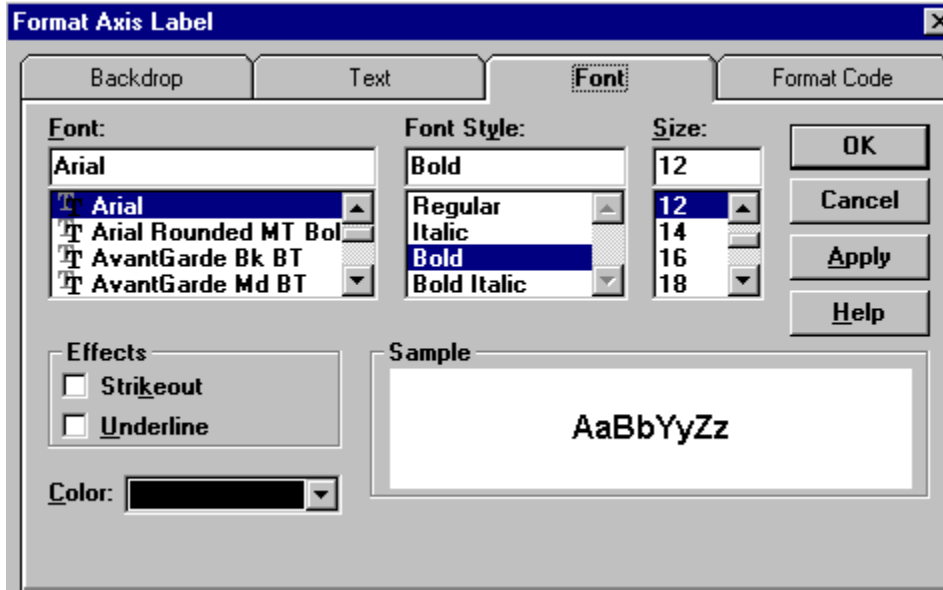 Format Axis Label
Backdrop Text Font Format Code
Font: Font Style: Size:
Arial Bold 12
Arial Regular 12
Arial Rounded MT Bol Italic 14
AvantGarde Bk BT Bold 16
AvantGarde Md BT Bold Italic 18
OK
Cancel
Apply
Help
Effects
Strikeout
Underline
Color:
Sample
AaBbYyZz